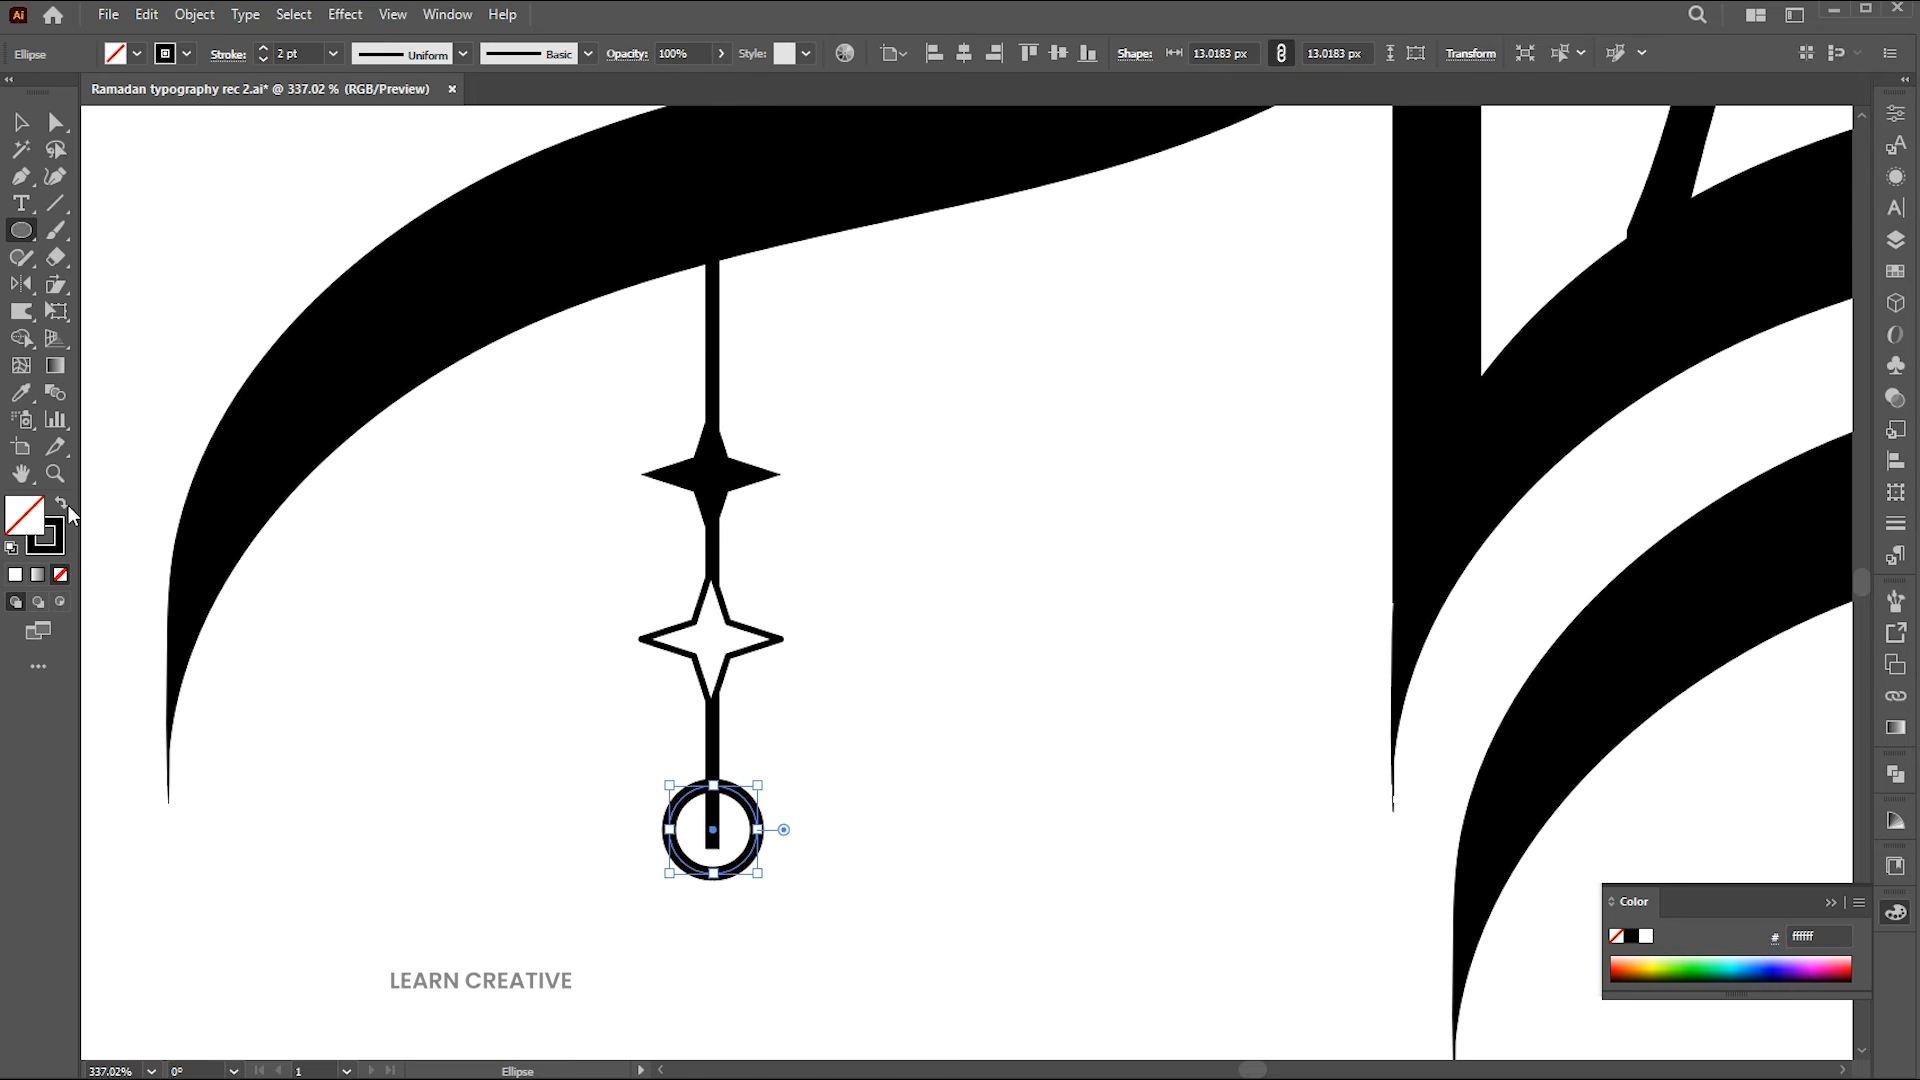 Ai File Edit Object Type Select Effect View Window Help
Ellipse Stroke: 2 pt Uniform Basic Opacity: 100% Style: Shape: 13.0183 px 13.0183 px Transform
Ramadan typography rec 2.ai* @ 337.02 % (RGB/Preview)
Color
# ffffff
LEARN CREATIVE
337.02% 0° 1 Ellipse